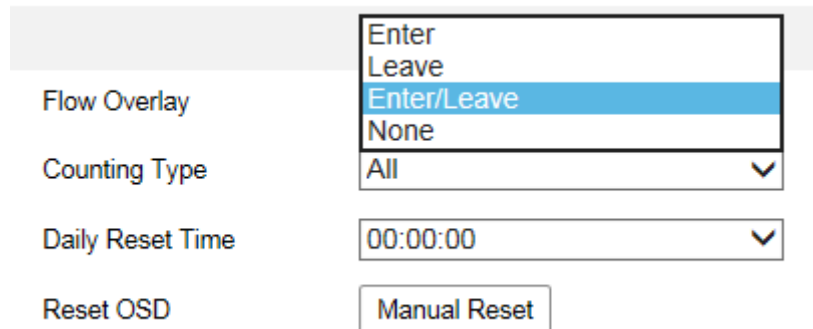 Enter
Leave
Flow Overlay Enter/Leave
None
Counting Type All
Daily Reset Time 00:00:00
Reset OSD Manual Reset